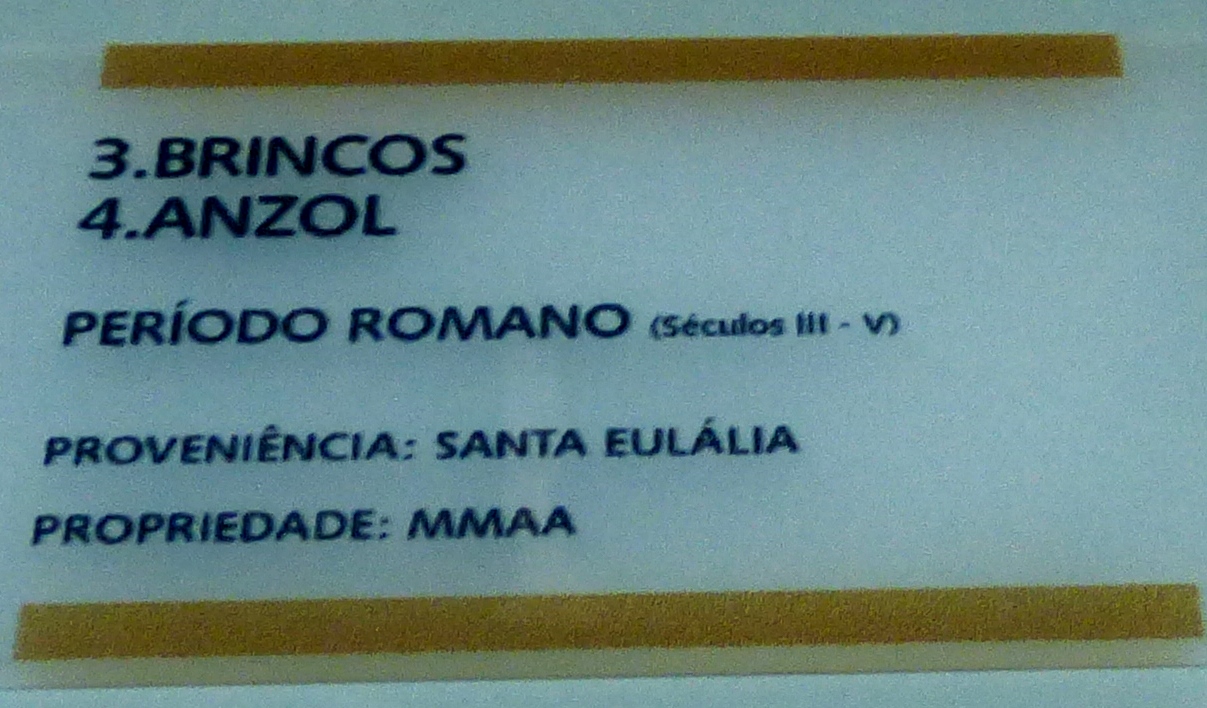 3.BRINCOS
4.ANZOL
PERÍODO ROMANO (Séculos III - V)
PROVENIÊNCIA: SANTA EULÁLIA
PROPRIEDADE: MMAA